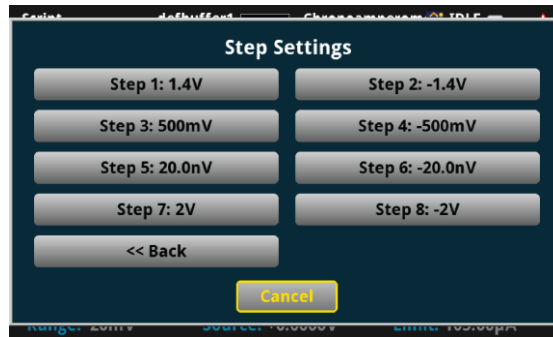 Step Settings
Step 1: 1.4V
Step 2: -1.4V
Step 3: 500mV
Step 4: -500mV
Step 5: 20.0nV
Step 6: -20.0nV
Step 7: 2V
Step 8: -2V
<< Back
Cancel